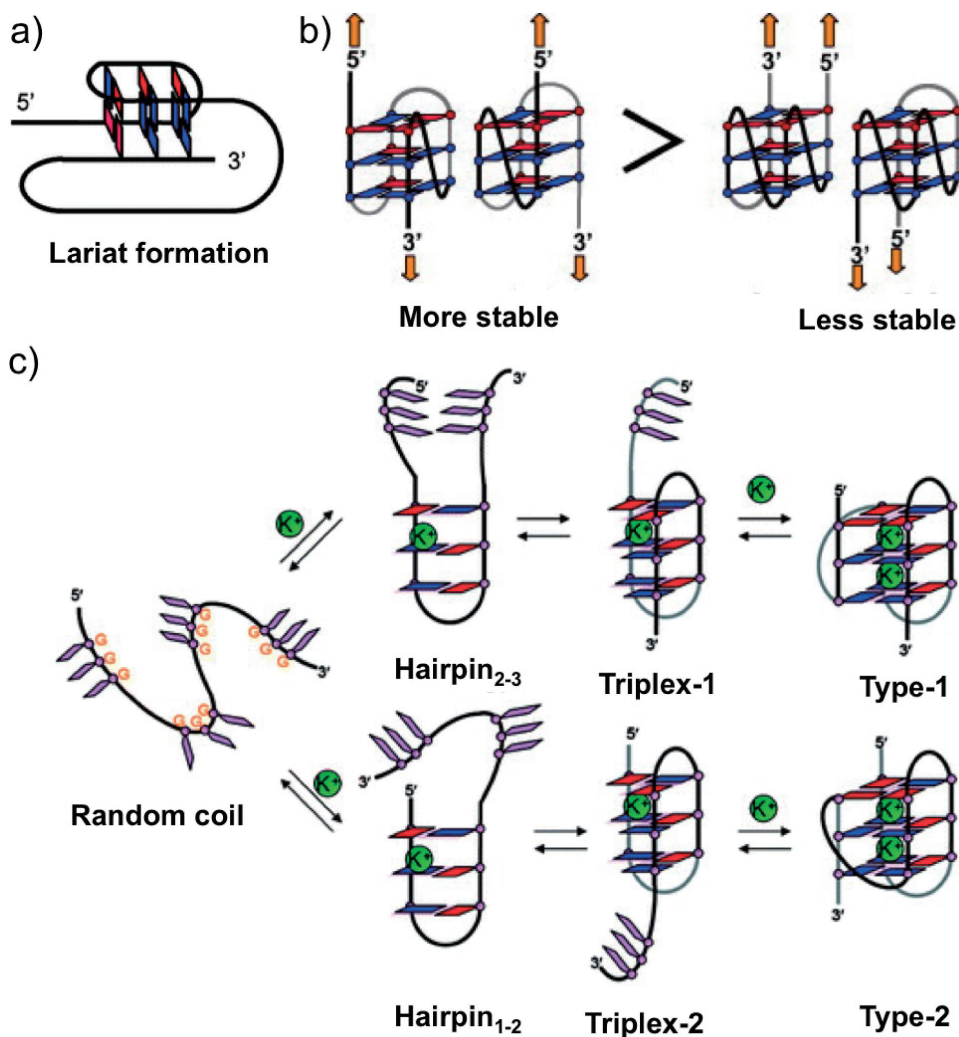 a)
5'
3'
Lariat formation
b)
5' 5' 3' 5'
>
3' 3' 3' 5'
More stable
Less stable
c)
5' 3' 5'
K+ K+
5'
K+ K+ K+ K+
5'
G G G G G G G G G G G G
3'
3'
3'
Hairpin2-3
Triplex-1
Type-1
K+
Random coil
3' 5'
5'
K+
5'
K+ K+ K+ K+
3'
3'
Hairpin1-2
Triplex-2
Type-2